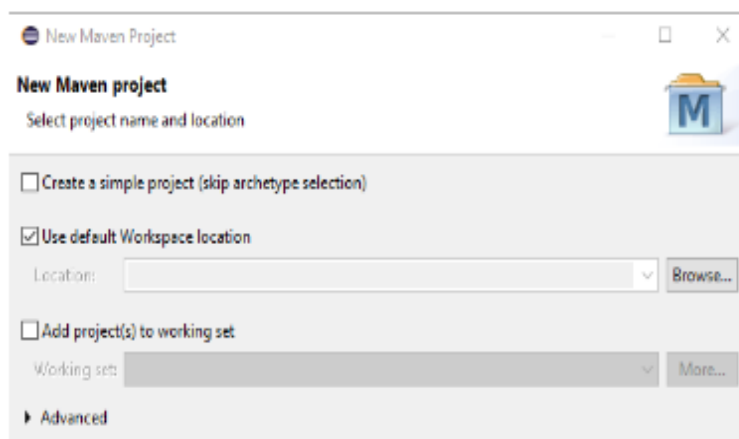 New Maven Project
New Maven project
Select project name and location
M
Create a simple project (skip archetype selection)
Use default Workspace location
Location:
Browse...
Add project(s) to working set
Working set:
More...
Advanced